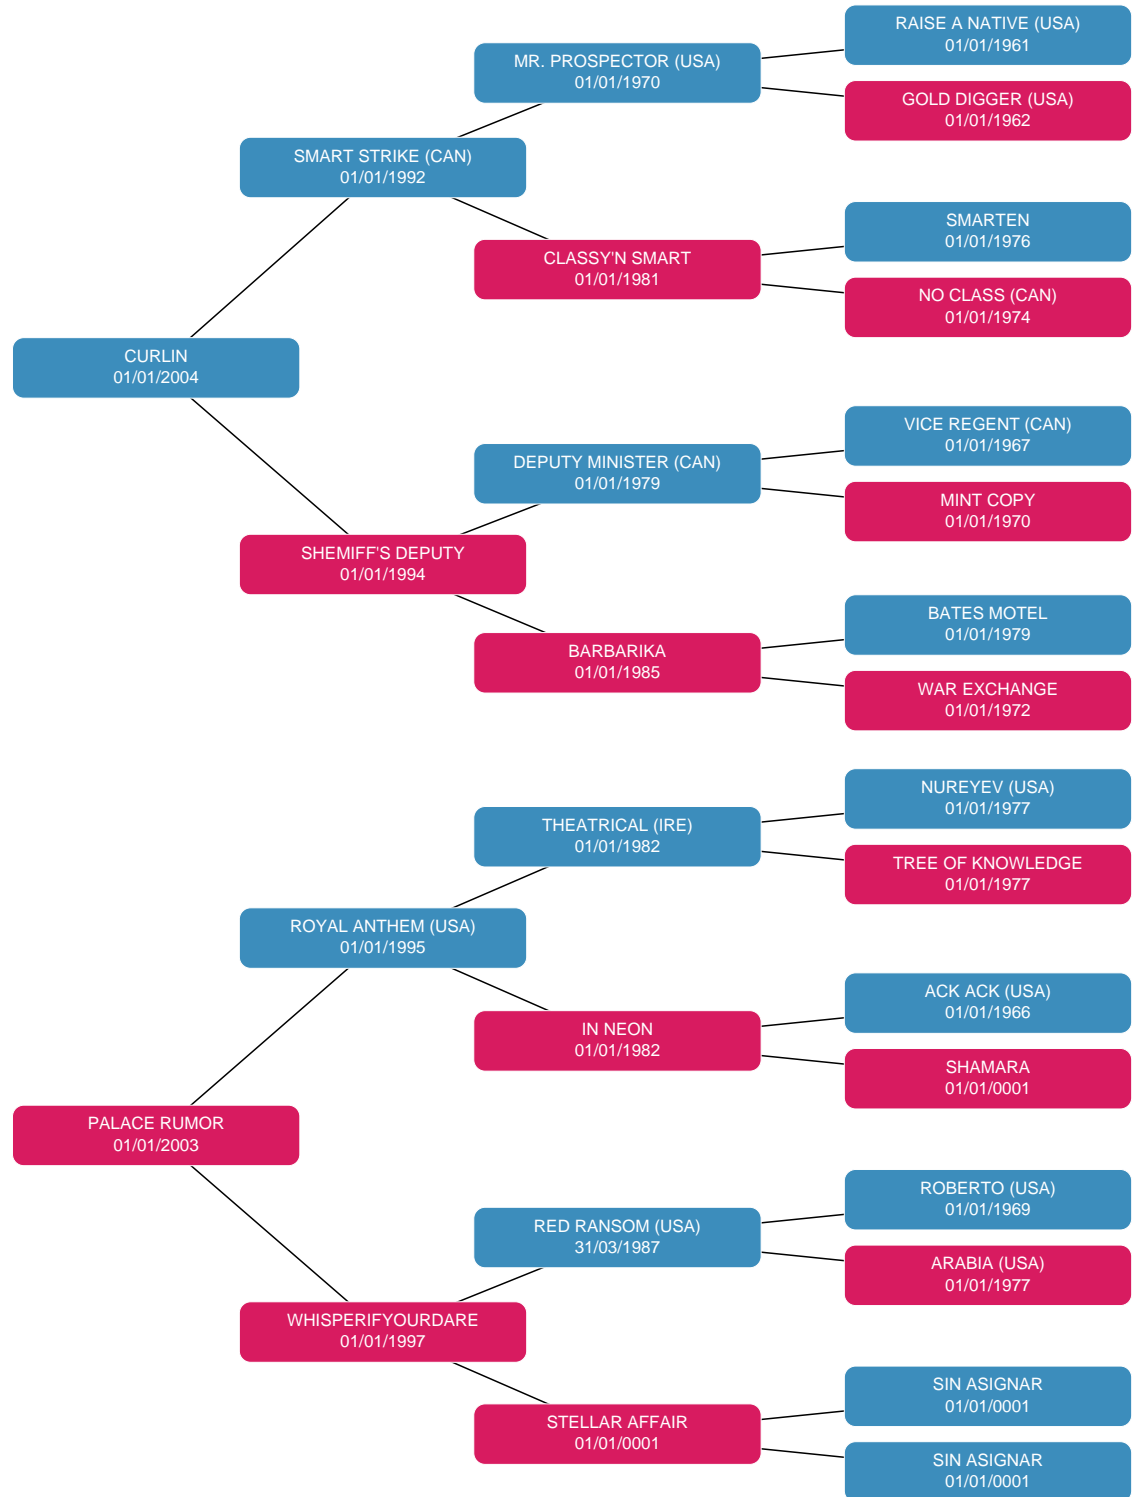 RAISE A NATIVE (USA)
01/01/1961
MR. PROSPECTOR (USA)
01/01/1970
GOLD DIGGER (USA)
01/01/1962
SMART STRIKE (CAN)
01/01/1992
SMARTEN
01/01/1976
CLASSY'N SMART
01/01/1981
NO CLASS (CAN)
01/01/1974
CURLIN
01/01/2004
VICE REGENT (CAN)
01/01/1967
DEPUTY MINISTER (CAN)
01/01/1979
MINT COPY
01/01/1970
SHEMIFF'S DEPUTY
01/01/1994
BATES MOTEL
01/01/1979
BARBARIKA
01/01/1985
WAR EXCHANGE
01/01/1972
NUREYEV (USA)
01/01/1977
THEATRICAL (IRE)
01/01/1982
TREE OF KNOWLEDGE
01/01/1977
ROYAL ANTHEM (USA)
01/01/1995
ACK ACK (USA)
01/01/1966
IN NEON
01/01/1982
SHAMARA
01/01/0001
PALACE RUMOR
01/01/2003
ROBERTO (USA)
01/01/1969
RED RANSOM (USA)
31/03/1987
ARABIA (USA)
01/01/1977
WHISPERIFYOURDARE
01/01/1997
SIN ASIGNAR
01/01/0001
STELLAR AFFAIR
01/01/0001
SIN ASIGNAR
01/01/0001